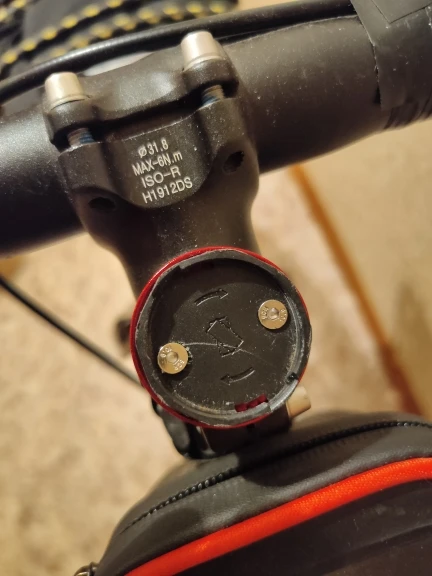 Ø31.8
MAX-6N.m
ISO-R
H1912DS